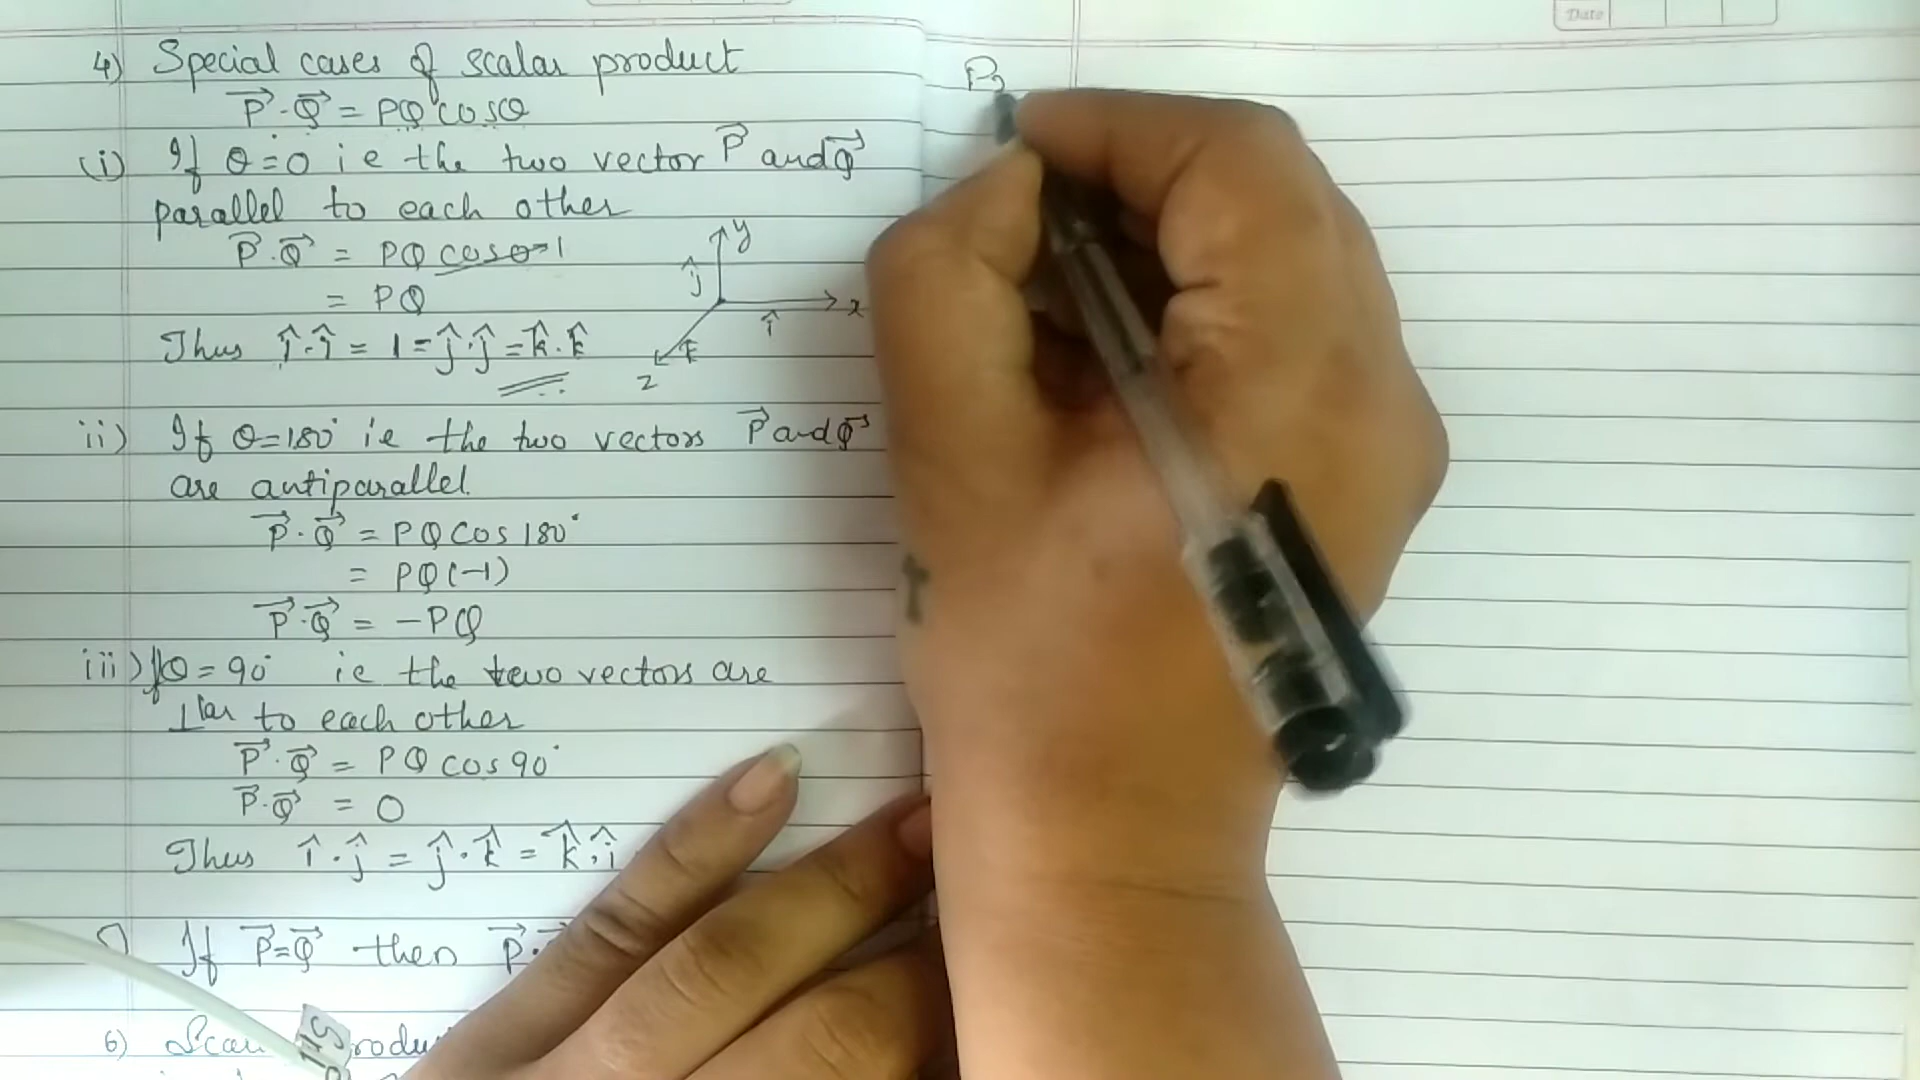 4) Special cases of scalar product
P⃗ · Q⃗ = PQ cosθ
(i) If θ = 0 i e the two vector P⃗ and Q⃗
parallel to each other
P⃗ · Q⃗ = PQ cos0=1
= PQ
Thus î · î = 1 = ĵ · ĵ = k̂ · k̂
y
ĵ
x
î
k̂
z
ii) If θ=180° i.e the two vectors P⃗ and Q⃗
are antiparallel.
P⃗ · Q⃗ = PQ cos 180°
= PQ (-1)
P⃗ · Q⃗ = -PQ
iii) If θ = 90° ie the two vectors are
⊥lar to each other
P⃗ · Q⃗ = PQ cos 90°
P⃗ · Q⃗ = 0
Thus î · ĵ = ĵ · k̂ = k̂ · î
If P⃗ = Q⃗ then P⃗ ·
6)
Date